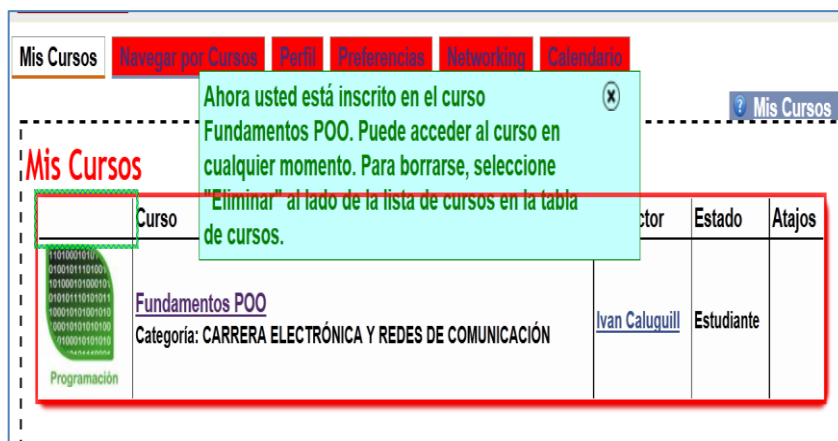 Mis Cursos Navegar por Cursos Perfil Preferencias Networking Calendario
Ahora usted está inscrito en el curso
Fundamentos POO. Puede acceder al curso en
cualquier momento. Para borrarse, seleccione
"Eliminar" al lado de la lista de cursos en la tabla
de cursos.
? Mis Cursos
Mis Cursos
Curso Estado Atajos
Fundamentos POO
Categoría: CARRERA ELECTRÓNICA Y REDES DE COMUNICACIÓN
Ivan Caluguill Estudiante
Programación